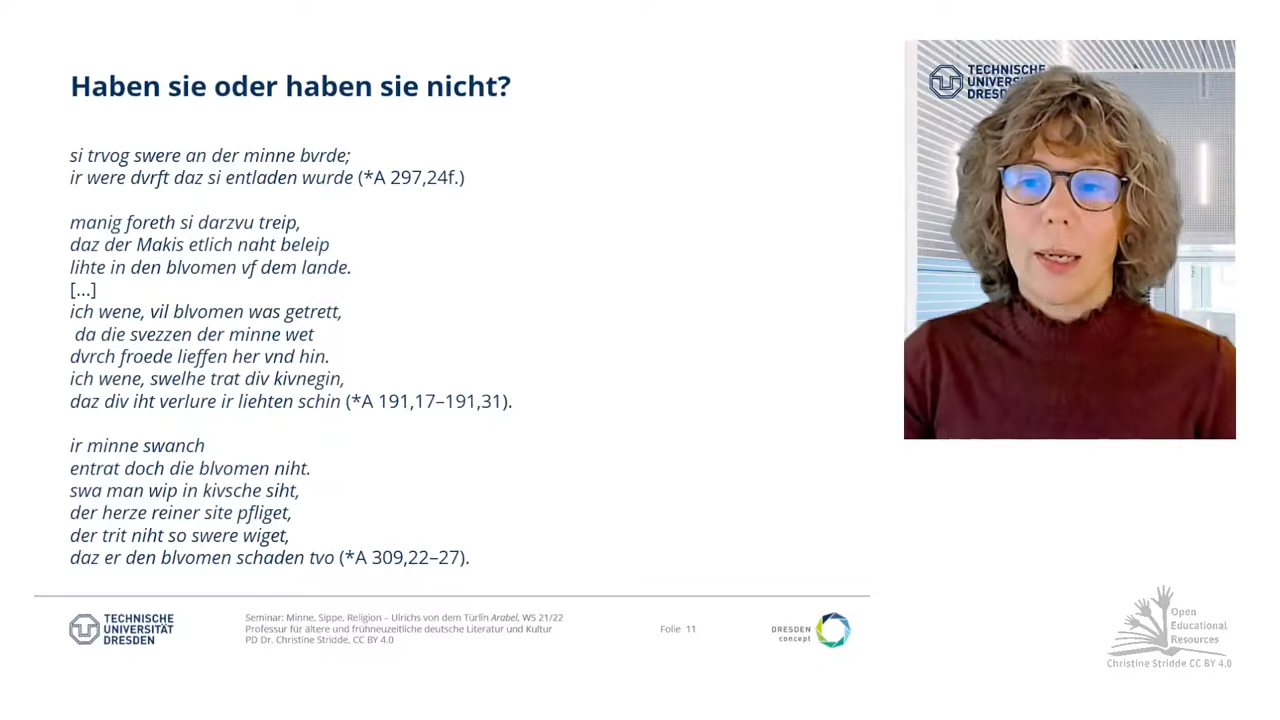 Haben sie oder haben sie nicht?
si trvog swere an der minne bvrde;
ir were dvrft daz si entladen wurde (*A 297,24f.)
manig foreth si darzvu treip,
daz der Makis etlich naht beleip
lihte in den blvomen vf dem lande.
[...]
ich wene, vil blvomen was getrett,
da die svezzen der minne wet
dvrch froede lieffen her vnd hin.
ich wene, swelhe trat div kivnegin,
daz div iht verlure ir liehten schin (*A 191,17–191,31).
ir minne swanch
entrat doch die blvomen niht.
swa man wip in kivsche siht,
der herze reiner site pfliget,
der trit niht so swere wiget,
daz er den blvomen schaden tvo (*A 309,22–27).
TECHNISCHE
UNIVERSITÄT
DRESDEN
Seminar: Minne, Sippe, Religion – Ulrichs von dem Türlin Arabel, WS 21/22
Professur für ältere und frühneuzeitliche deutsche Literatur und Kultur
PD Dr. Christine Stridde, CC BY 4.0
Folie 11
DRESDEN
concept
TECHNISCHE
Open
Educational
Resources
Christine Stridde CC BY 4.0